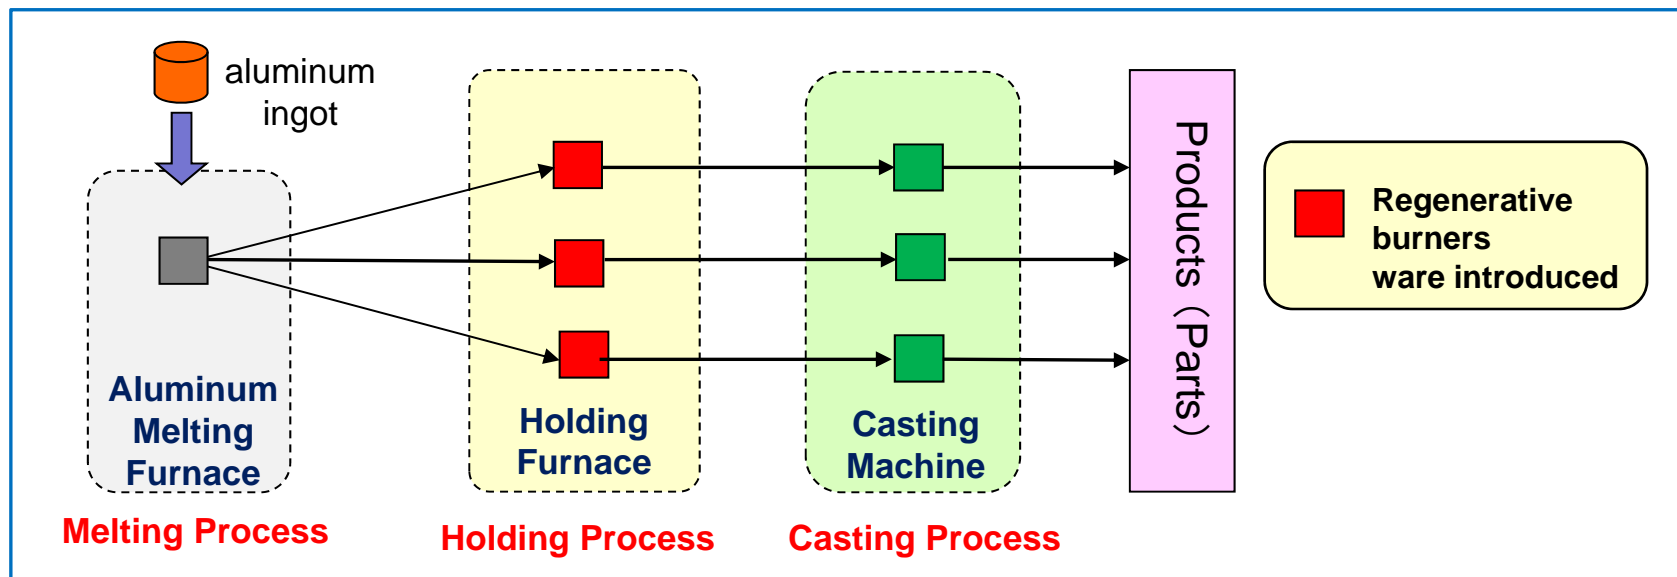 aluminum
ingot
Aluminum
Melting
Furnace
Melting Process
Holding
Furnace
Holding Process
Casting
Machine
Casting Process
Products (Parts)
Regenerative
burners
ware introduced